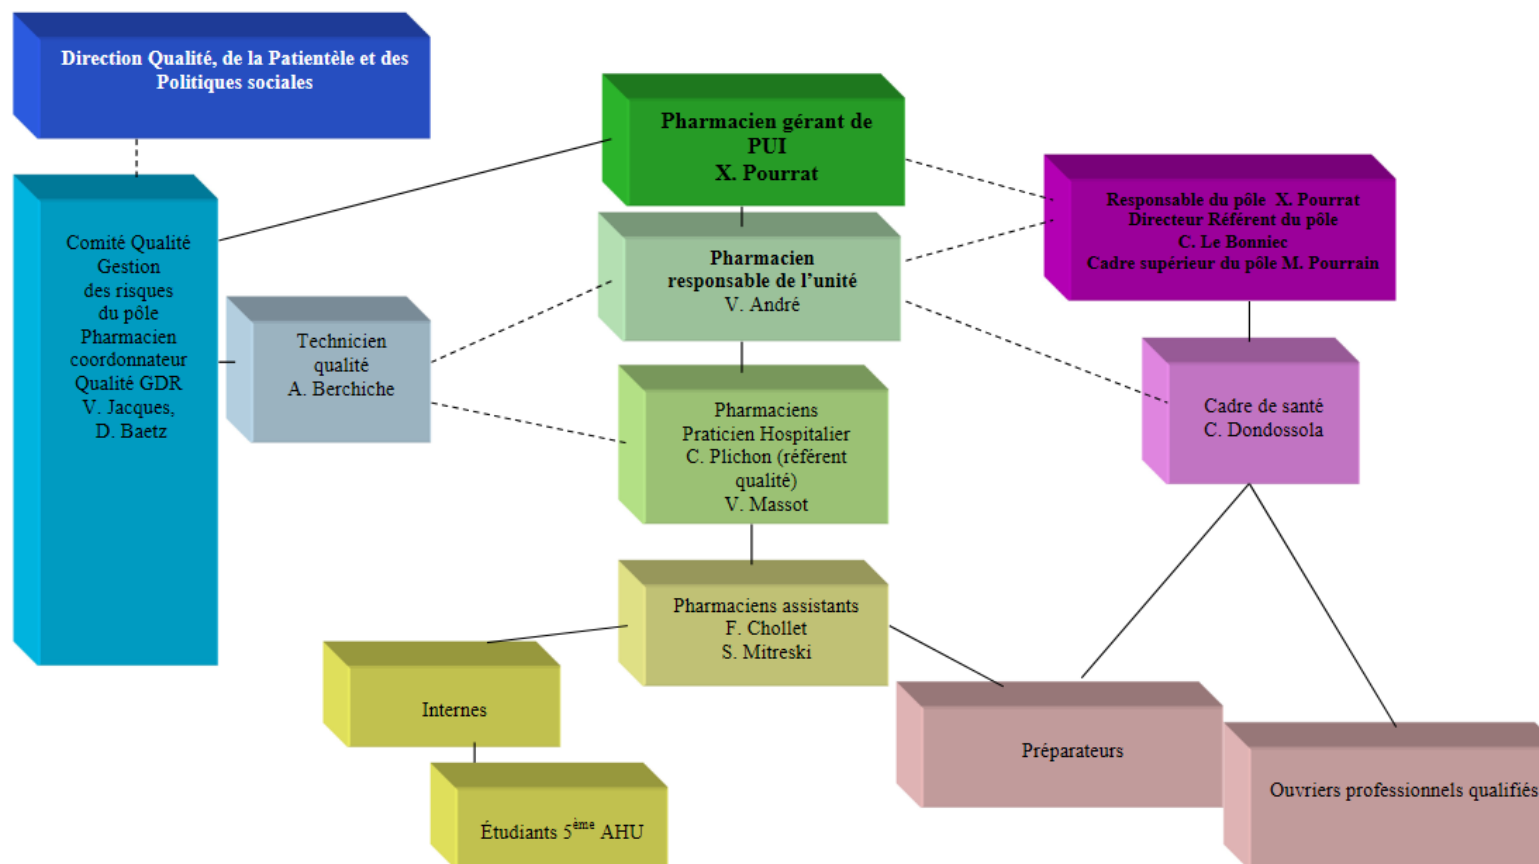 Direction Qualité, de la Patientèle et des
Politiques sociales
Pharmacien gérant de
PUI
X. Pourrat
Responsable du pôle X. Pourrat
Directeur Référent du pôle
C. Le Bonniec
Cadre supérieur du pôle M. Pourrain
Comité Qualité
Gestion
des risques
du pôle
Pharmacien
coordonnateur
Qualité GDR
V. Jacques,
D. Baetz
Pharmacien
responsable de l’unité
V. André
Technicien
qualité
A. Berchiche
Pharmaciens
Praticien Hospitalier
C. Plichon (référent
qualité)
V. Massot
Cadre de santé
C. Dondossola
Pharmaciens assistants
F. Chollet
S. Mitreski
Internes
Préparateurs
Ouvriers professionnels qualifiés
Étudiants 5ème AHU